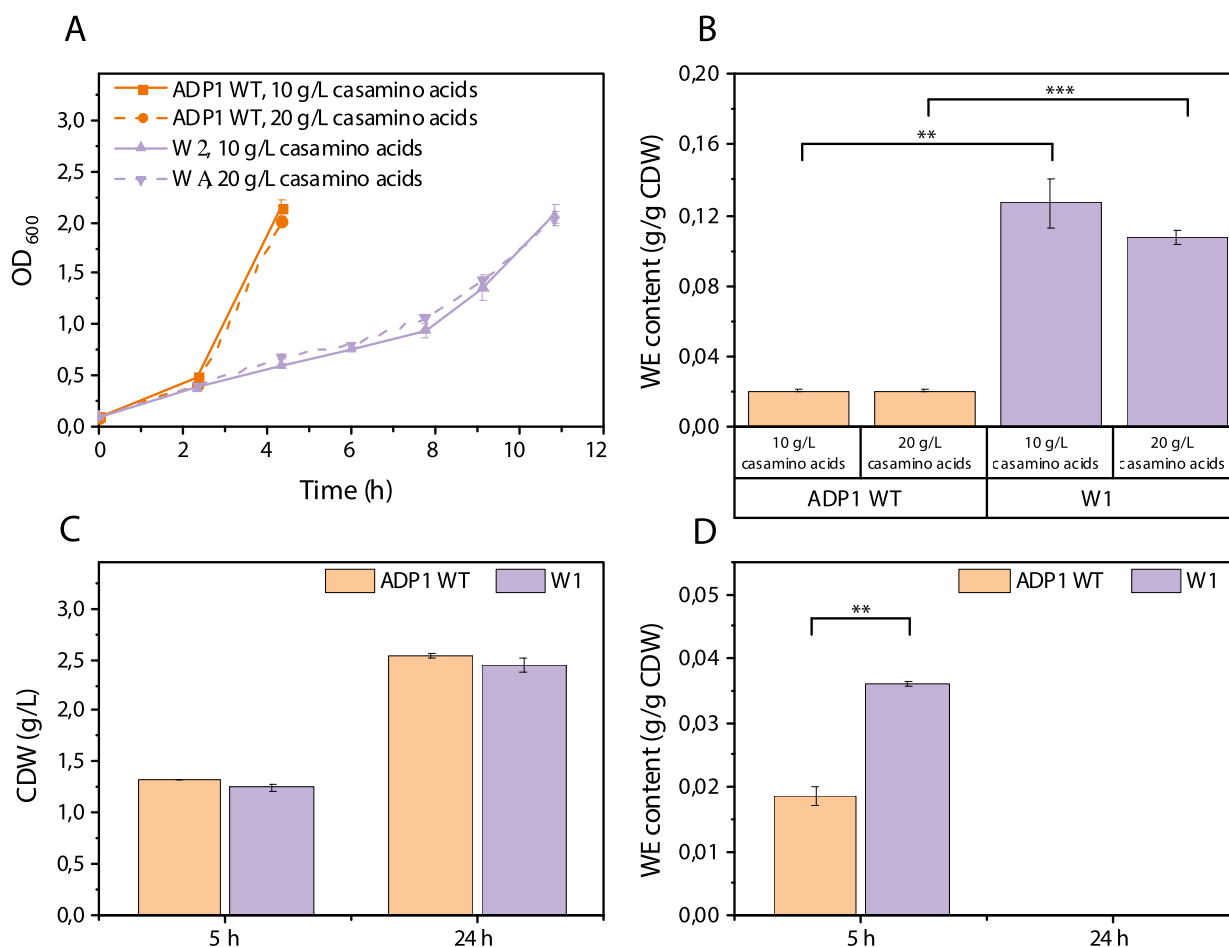 A
ADP1 WT, 10 g/L casamino acids
ADP1 WT, 20 g/L casamino acids
W 2, 10 g/L casamino acids
W A, 20 g/L casamino acids
3,0
2,5
2,0
1,5
1,0
0,5
0,0
OD600
0 2 4 6 8 10 12
Time (h)
B
0,20
0,16
0,12
0,08
0,04
0,00
WE content (g/g CDW)
**
***
10 g/L casamino acids
20 g/L casamino acids
10 g/L casamino acids
20 g/L casamino acids
ADP1 WT
W1
C
ADP1 WT
W1
3,0
2,5
2,0
1,5
1,0
0,5
0,0
CDW (g/L)
5 h
24 h
D
ADP1 WT
W1
0,05
0,04
0,03
0,02
0,01
0,00
WE content (g/g CDW)
**
5 h
24 h